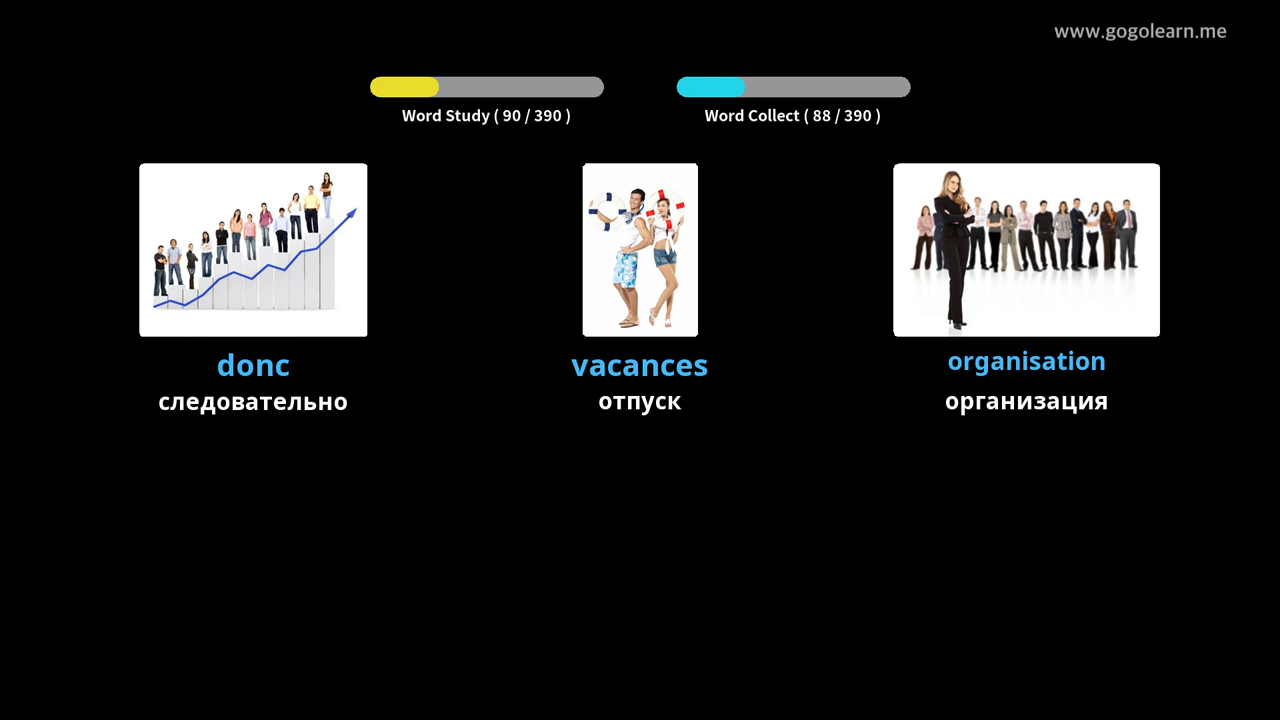 www.gogolearn.me
Word Study ( 90 / 390 )
Word Collect ( 88 / 390 )
donc
vacances
organisation
следовательно
отпуск
организация